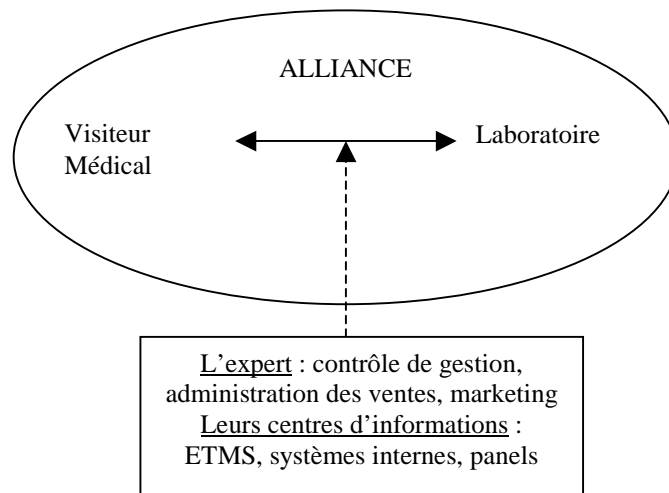 ALLIANCE
Visiteur
Médical
Laboratoire
L’expert : contrôle de gestion,
administration des ventes, marketing
Leurs centres d’informations :
ETMS, systèmes internes, panels